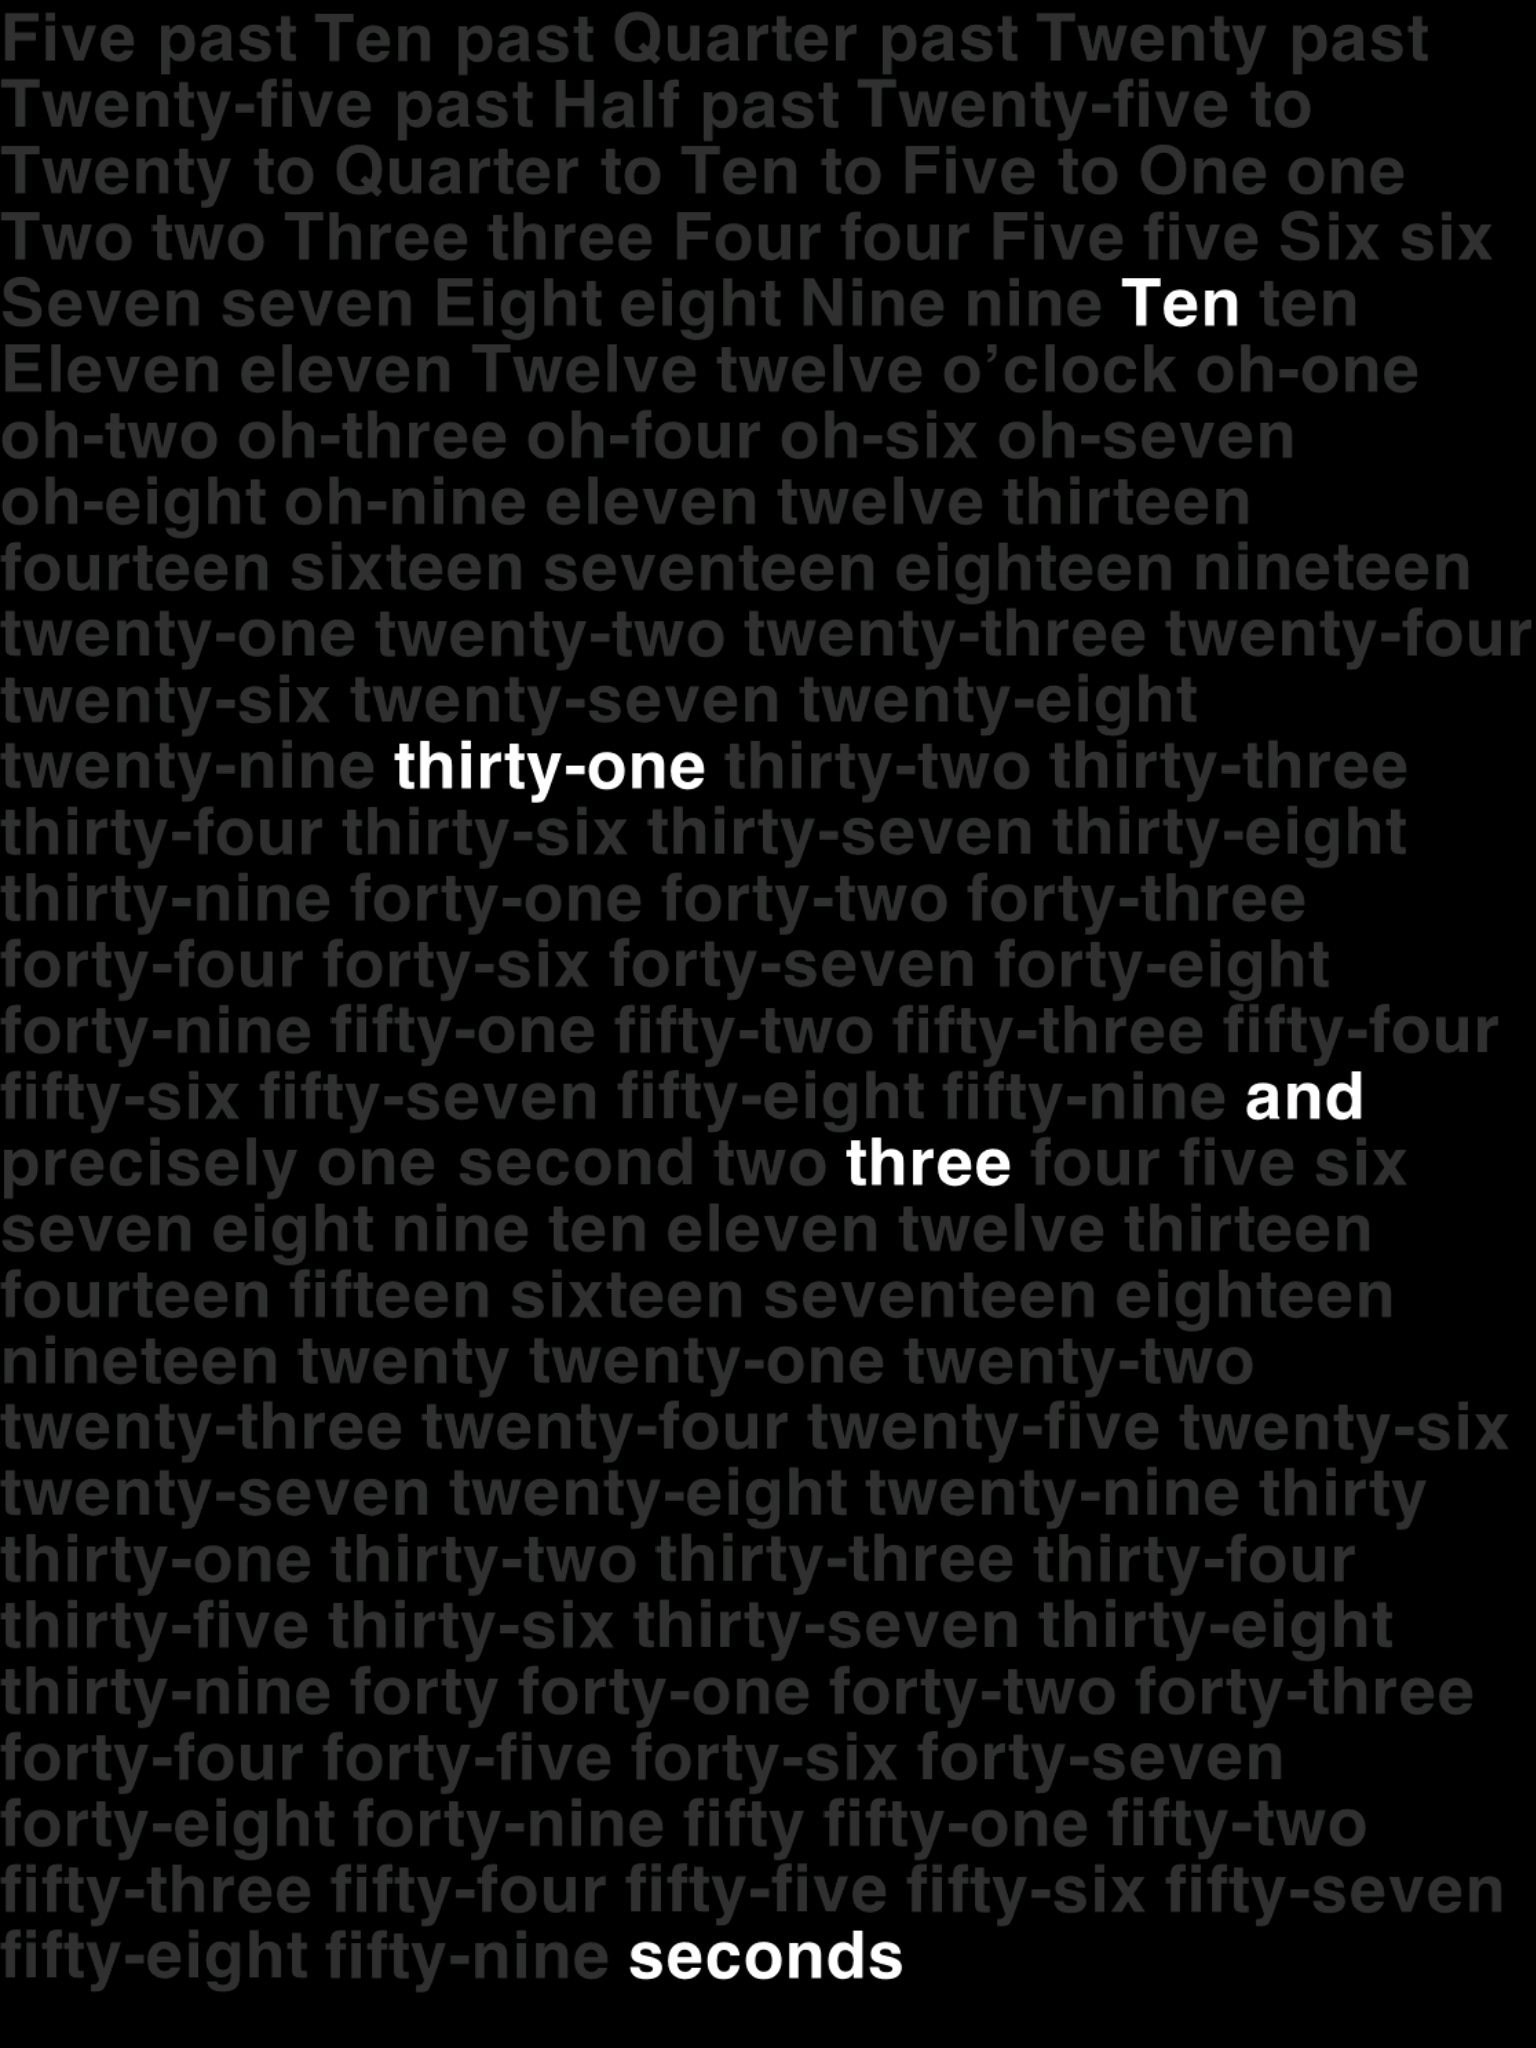 Five past Ten past Quarter past Twenty past
Twenty-five past Half past Twenty-five to
Twenty to Quarter to Ten to Five to One one
Two two Three three Four four Five five Six six
Seven seven Eight eight Nine nine Ten ten
Eleven eleven Twelve twelve o’clock oh-one
oh-two oh-three oh-four oh-six oh-seven
oh-eight oh-nine eleven twelve thirteen
fourteen sixteen seventeen eighteen nineteen
twenty-one twenty-two twenty-three twenty-four
twenty-six twenty-seven twenty-eight
twenty-nine thirty-one thirty-two thirty-three
thirty-four thirty-six thirty-seven thirty-eight
thirty-nine forty-one forty-two forty-three
forty-four forty-six forty-seven forty-eight
forty-nine fifty-one fifty-two fifty-three fifty-four
fifty-six fifty-seven fifty-eight fifty-nine and
precisely one second two three four five six
seven eight nine ten eleven twelve thirteen
fourteen fifteen sixteen seventeen eighteen
nineteen twenty twenty-one twenty-two
twenty-three twenty-four twenty-five twenty-six
twenty-seven twenty-eight twenty-nine thirty
thirty-one thirty-two thirty-three thirty-four
thirty-five thirty-six thirty-seven thirty-eight
thirty-nine forty forty-one forty-two forty-three
forty-four forty-five forty-six forty-seven
forty-eight forty-nine fifty fifty-one fifty-two
fifty-three fifty-four fifty-five fifty-six fifty-seven
fifty-eight fifty-nine seconds